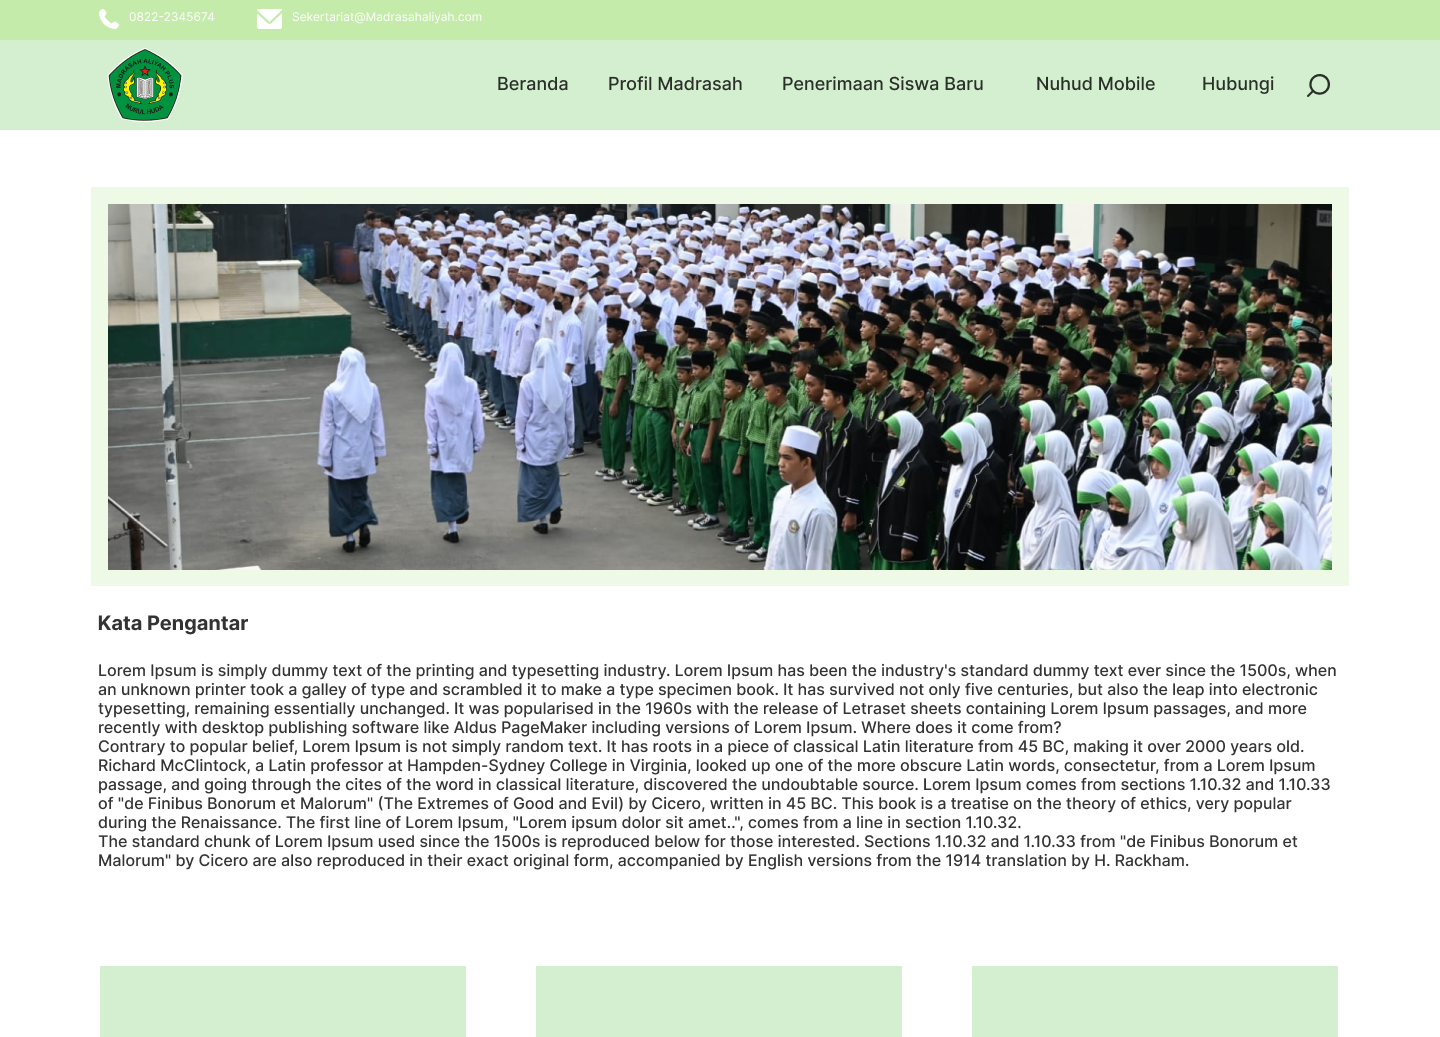 0822-2345674
Sekertariat@Madrasahaliyah.com
MADRASAH ALIYAH PLUS
NURUL HUDA
Beranda
Profil Madrasah
Penerimaan Siswa Baru
Nuhud Mobile
Hubungi
Kata Pengantar
Lorem Ipsum is simply dummy text of the printing and typesetting industry. Lorem Ipsum has been the industry's standard dummy text ever since the 1500s, when
an unknown printer took a galley of type and scrambled it to make a type specimen book. It has survived not only five centuries, but also the leap into electronic
typesetting, remaining essentially unchanged. It was popularised in the 1960s with the release of Letraset sheets containing Lorem Ipsum passages, and more
recently with desktop publishing software like Aldus PageMaker including versions of Lorem Ipsum. Where does it come from?
Contrary to popular belief, Lorem Ipsum is not simply random text. It has roots in a piece of classical Latin literature from 45 BC, making it over 2000 years old.
Richard McClintock, a Latin professor at Hampden-Sydney College in Virginia, looked up one of the more obscure Latin words, consectetur, from a Lorem Ipsum
passage, and going through the cites of the word in classical literature, discovered the undoubtable source. Lorem Ipsum comes from sections 1.10.32 and 1.10.33
of "de Finibus Bonorum et Malorum" (The Extremes of Good and Evil) by Cicero, written in 45 BC. This book is a treatise on the theory of ethics, very popular
during the Renaissance. The first line of Lorem Ipsum, "Lorem ipsum dolor sit amet..", comes from a line in section 1.10.32.
The standard chunk of Lorem Ipsum used since the 1500s is reproduced below for those interested. Sections 1.10.32 and 1.10.33 from "de Finibus Bonorum et
Malorum" by Cicero are also reproduced in their exact original form, accompanied by English versions from the 1914 translation by H. Rackham.